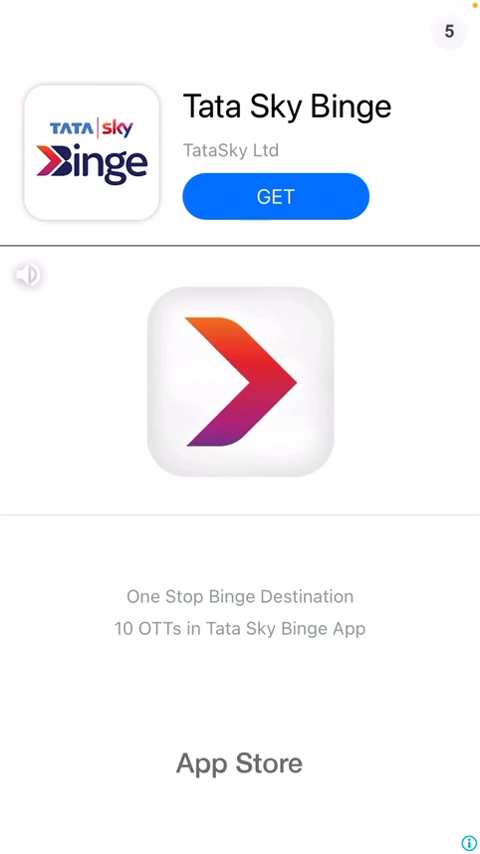 5
Tata Sky Binge
TataSky Ltd
TATA sky
Binge
GET
One Stop Binge Destination
10 OTTs in Tata Sky Binge App
App Store